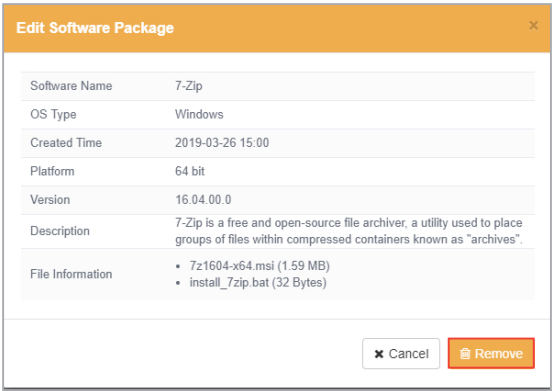 Edit Software Package ×
Software Name 7-Zip
OS Type Windows
Created Time 2019-03-26 15:00
Platform 64 bit
Version 16.04.00.0
Description 7-Zip is a free and open-source file archiver, a utility used to place
groups of files within compressed containers known as "archives".
File Information • 7z1604-x64.msi (1.59 MB)
• install_7zip.bat (32 Bytes)
✖ Cancel Remove